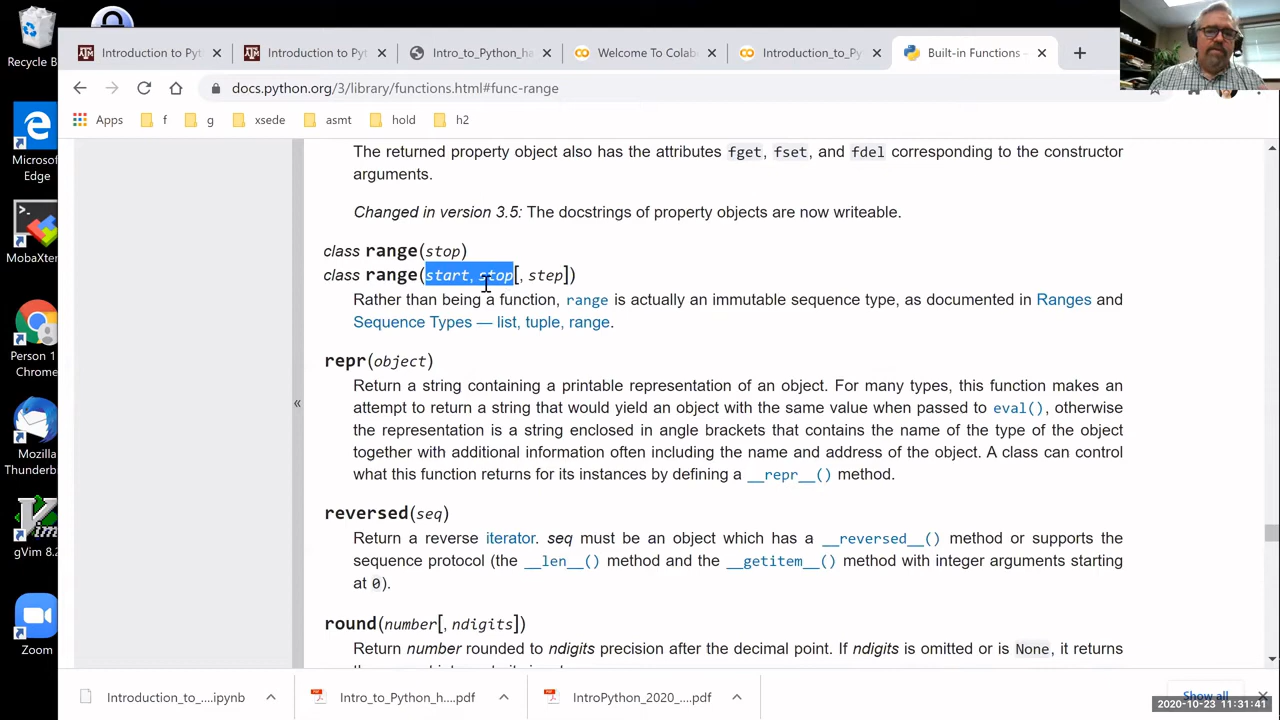 Recycle B
Introduction to Py
Introduction to Pyt
Intro_to_Python_h
Welcome To Colab
Introduction_to_Py
Built-in Functions —
docs.python.org/3/library/functions.html#func-range
Apps
f
g
xsede
asmt
hold
h2
Microsof
Edge
MobaXter
Person 1
Chrome
Mozilla
Thunderb
gVim 8.2
Zoom
The returned property object also has the attributes fget, fset, and fdel corresponding to the constructor
arguments.
Changed in version 3.5: The docstrings of property objects are now writeable.
class range(stop)
class range(start, stop[, step])
Rather than being a function, range is actually an immutable sequence type, as documented in Ranges and
Sequence Types — list, tuple, range.
repr(object)
Return a string containing a printable representation of an object. For many types, this function makes an
attempt to return a string that would yield an object with the same value when passed to eval(), otherwise
the representation is a string enclosed in angle brackets that contains the name of the type of the object
together with additional information often including the name and address of the object. A class can control
what this function returns for its instances by defining a __repr__() method.
«
reversed(seq)
Return a reverse iterator. seq must be an object which has a __reversed__() method or supports the
sequence protocol (the __len__() method and the __getitem__() method with integer arguments starting
at 0).
round(number[, ndigits])
Return number rounded to ndigits precision after the decimal point. If ndigits is omitted or is None, it returns
Introduction_to_....ipynb
Intro_to_Python_h....pdf
IntroPython_2020_....pdf
Show all
2020-10-23 11:31:41